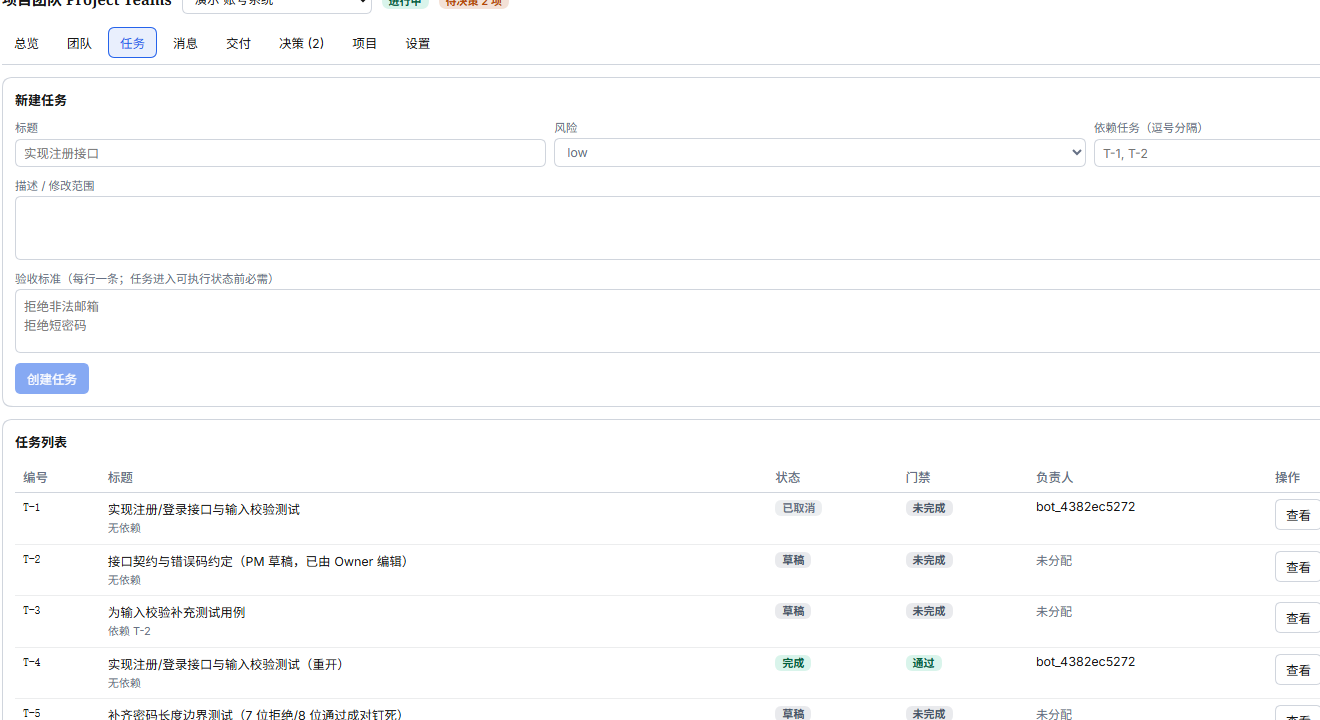 项目团队 Project Teams 演示 账号系统 进行中 待决策 2 项
总览 团队 任务 消息 交付 决策 (2) 项目 设置
新建任务
标题 风险 依赖任务（逗号分隔）
实现注册接口 low T-1, T-2
描述 / 修改范围
验收标准（每行一条；任务进入可执行状态前必需）
拒绝非法邮箱
拒绝短密码
创建任务
任务列表
编号 标题 状态 门禁 负责人 操作
T-1 实现注册/登录接口与输入校验测试 已取消 未完成 bot_4382ec5272 查看
无依赖
T-2 接口契约与错误码约定（PM 草稿，已由 Owner 编辑） 草稿 未完成 未分配 查看
无依赖
T-3 为输入校验补充测试用例 草稿 未完成 未分配 查看
依赖 T-2
T-4 实现注册/登录接口与输入校验测试（重开） 完成 通过 bot_4382ec5272 查看
无依赖
T-5 补齐密码长度边界测试（7 位拒绝/8 位通过成对钉死） 草稿 未完成 未分配 查看